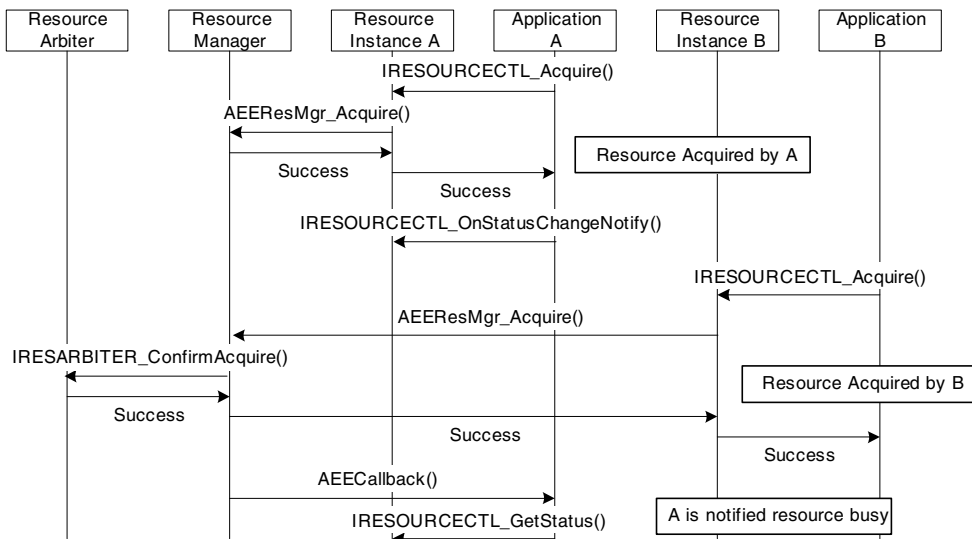 Resource
Arbiter
Resource
Manager
Resource
Instance A
Application
A
Resource
Instance B
Application
B
IRESOURCECTL_Acquire()
AEEResMgr_Acquire()
Success
Success
Resource Acquired by A
IRESOURCECTL_OnStatusChangeNotify()
IRESOURCECTL_Acquire()
AEEResMgr_Acquire()
IRESARBITER_ConfirmAcquire()
Success
Resource Acquired by B
Success
Success
AEECallback()
A is notified resource busy
IRESOURCECTL_GetStatus()